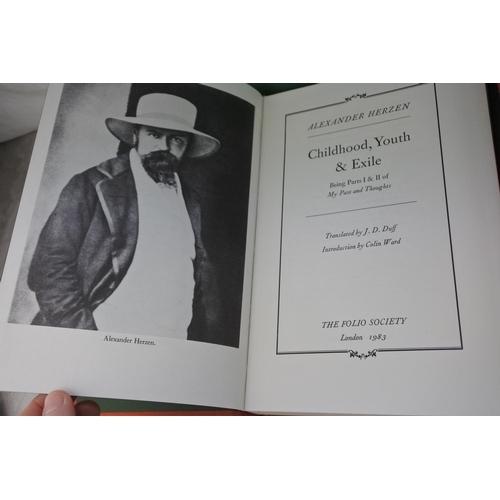 Alexander Herzen.
ALEXANDER HERZEN
Childhood, Youth
& Exile
Being Parts I & II of
My Past and Thoughts
Translated by J. D. Duff
Introduction by Colin Ward
THE FOLIO SOCIETY
London 1983